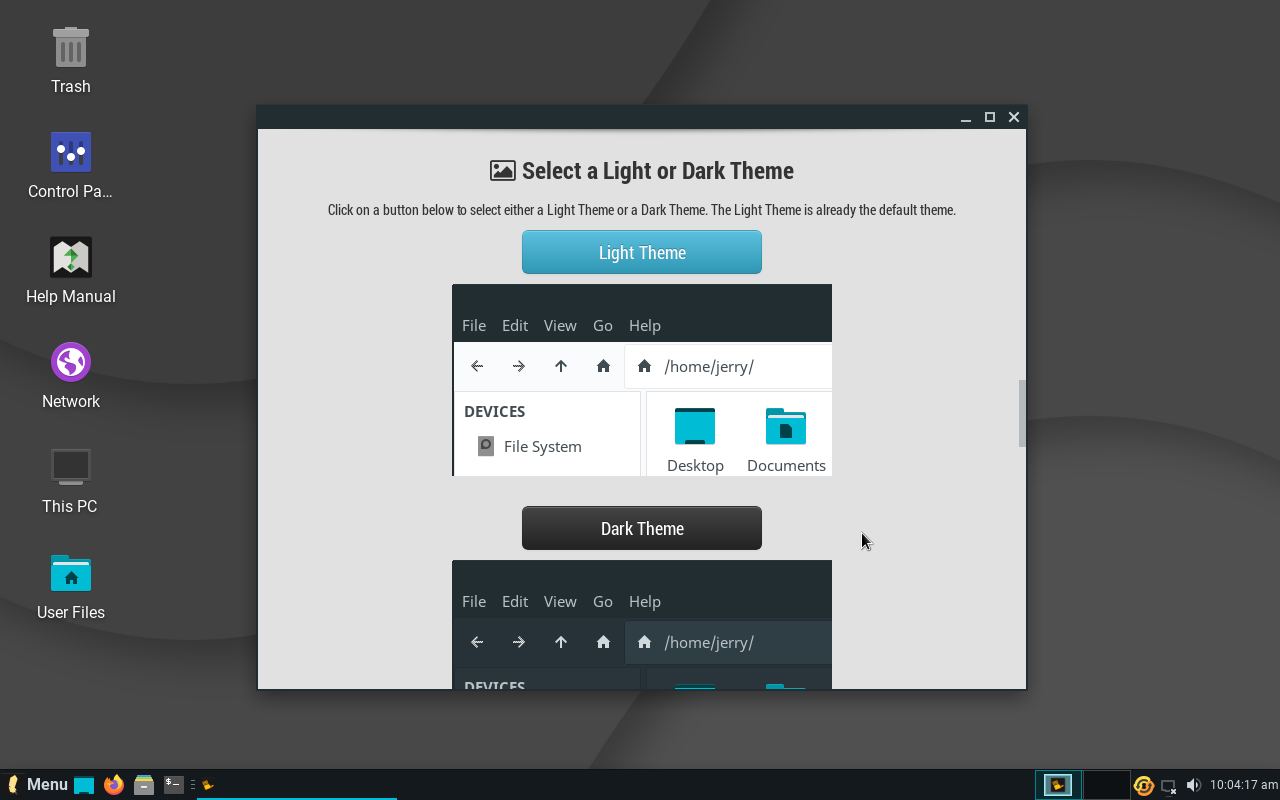 Trash
Control Pa...
Help Manual
Network
This PC
User Files
Select a Light or Dark Theme
Click on a button below to select either a Light Theme or a Dark Theme. The Light Theme is already the default theme.
Light Theme
File Edit View Go Help
/home/jerry/
DEVICES
File System
Desktop Documents
Dark Theme
File Edit View Go Help
/home/jerry/
DEVICES
Menu
10:04:17 am